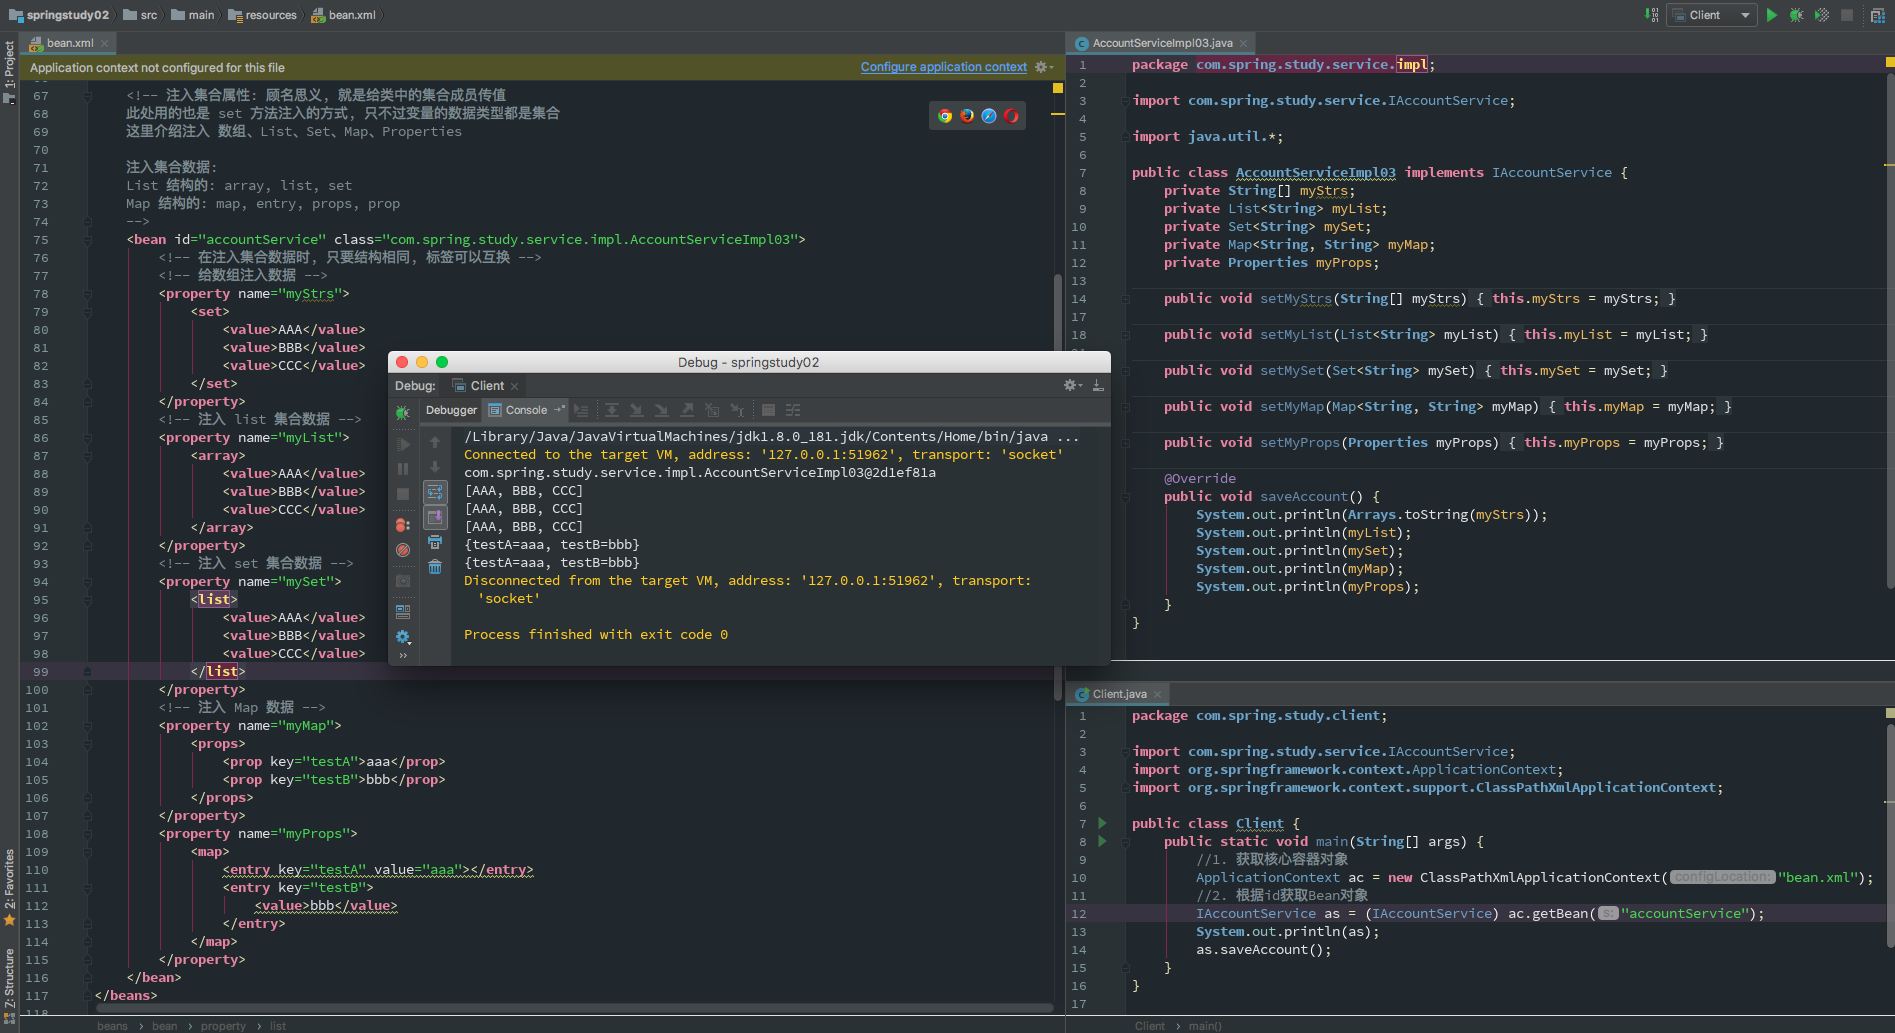 springstudy02 src main resources bean.xml
Client
1: Project
2: Favorites
7: Structure
bean.xml
Application context not configured for this file
Configure application context
67 <!-- 注入集合属性: 顾名思义, 就是给类中的集合成员传值
68 此处用的也是 set 方法注入的方式, 只不过变量的数据类型都是集合
69 这里介绍注入 数组、List、Set、Map、Properties
70
71 注入集合数据:
72 List 结构的: array, list, set
73 Map 结构的: map, entry, props, prop
74 -->
75 <bean id="accountService" class="com.spring.study.service.impl.AccountServiceImpl03">
76 <!-- 在注入集合数据时, 只要结构相同, 标签可以互换 -->
77 <!-- 给数组注入数据 -->
78 <property name="myStrs">
79 <set>
80 <value>AAA</value>
81 <value>BBB</value>
82 <value>CCC</value>
83 </set>
84 </property>
85 <!-- 注入 list 集合数据 -->
86 <property name="myList">
87 <array>
88 <value>AAA</value>
89 <value>BBB</value>
90 <value>CCC</value>
91 </array>
92 </property>
93 <!-- 注入 set 集合数据 -->
94 <property name="mySet">
95 <list>
96 <value>AAA</value>
97 <value>BBB</value>
98 <value>CCC</value>
99 </list>
100 </property>
101 <!-- 注入 Map 数据 -->
102 <property name="myMap">
103 <props>
104 <prop key="testA">aaa</prop>
105 <prop key="testB">bbb</prop>
106 </props>
107 </property>
108 <property name="myProps">
109 <map>
110 <entry key="testA" value="aaa"></entry>
111 <entry key="testB">
112 <value>bbb</value>
113 </entry>
114 </map>
115 </property>
116 </bean>
117 </beans>
118
beans › bean › property › list
Debug - springstudy02
Debug: Client
Debugger Console
/Library/Java/JavaVirtualMachines/jdk1.8.0_181.jdk/Contents/Home/bin/java ...
Connected to the target VM, address: '127.0.0.1:51962', transport: 'socket'
com.spring.study.service.impl.AccountServiceImpl03@2d1ef81a
[AAA, BBB, CCC]
[AAA, BBB, CCC]
[AAA, BBB, CCC]
{testA=aaa, testB=bbb}
{testA=aaa, testB=bbb}
Disconnected from the target VM, address: '127.0.0.1:51962', transport:
'socket'
Process finished with exit code 0
AccountServiceImpl03.java
1 package com.spring.study.service.impl;
2
3 import com.spring.study.service.IAccountService;
4
5 import java.util.*;
6
7 public class AccountServiceImpl03 implements IAccountService {
8 private String[] myStrs;
9 private List<String> myList;
10 private Set<String> mySet;
11 private Map<String, String> myMap;
12 private Properties myProps;
13
14 public void setMyStrs(String[] myStrs) { this.myStrs = myStrs; }
17
18 public void setMyList(List<String> myList) { this.myList = myList; }
public void setMySet(Set<String> mySet) { this.mySet = mySet; }
public void setMyMap(Map<String, String> myMap) { this.myMap = myMap; }
public void setMyProps(Properties myProps) { this.myProps = myProps; }
@Override
public void saveAccount() {
System.out.println(Arrays.toString(myStrs));
System.out.println(myList);
System.out.println(mySet);
System.out.println(myMap);
System.out.println(myProps);
}
}
Client.java
1 package com.spring.study.client;
2
3 import com.spring.study.service.IAccountService;
4 import org.springframework.context.ApplicationContext;
5 import org.springframework.context.support.ClassPathXmlApplicationContext;
6
7 public class Client {
8 public static void main(String[] args) {
9 //1. 获取核心容器对象
10 ApplicationContext ac = new ClassPathXmlApplicationContext( configLocation: "bean.xml");
11 //2. 根据id获取Bean对象
12 IAccountService as = (IAccountService) ac.getBean( s: "accountService");
13 System.out.println(as);
14 as.saveAccount();
15 }
16 }
17
Client › main()